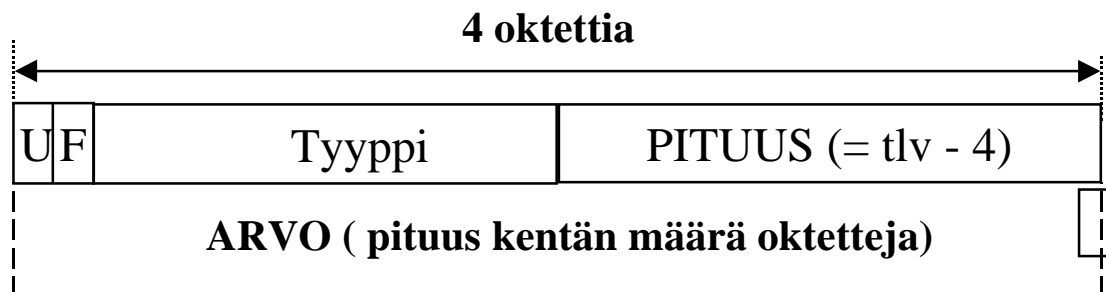 4 oktettia
U F Tyyppi PITUUS (= tlv - 4)
ARVO ( pituus kentän määrä oktetteja)